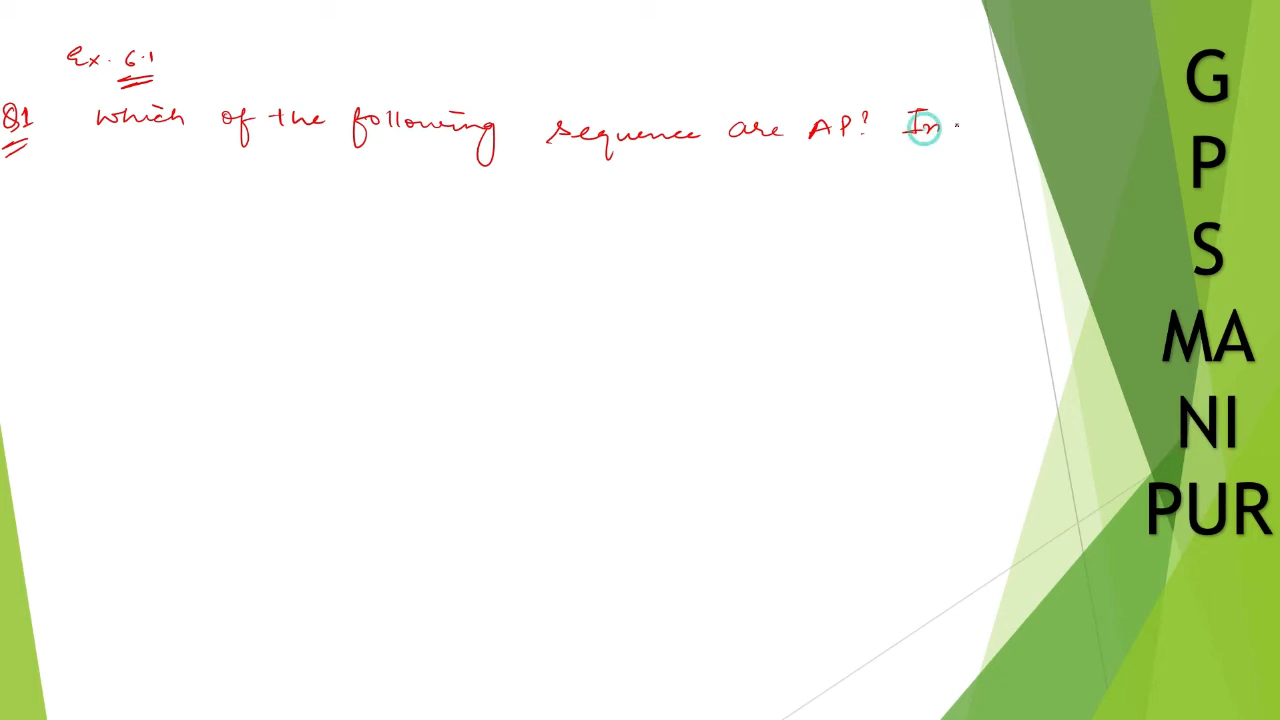 Ex. 6.1
Q1 Which of the following sequence are AP? In
G
P
S
MA
NI
PUR